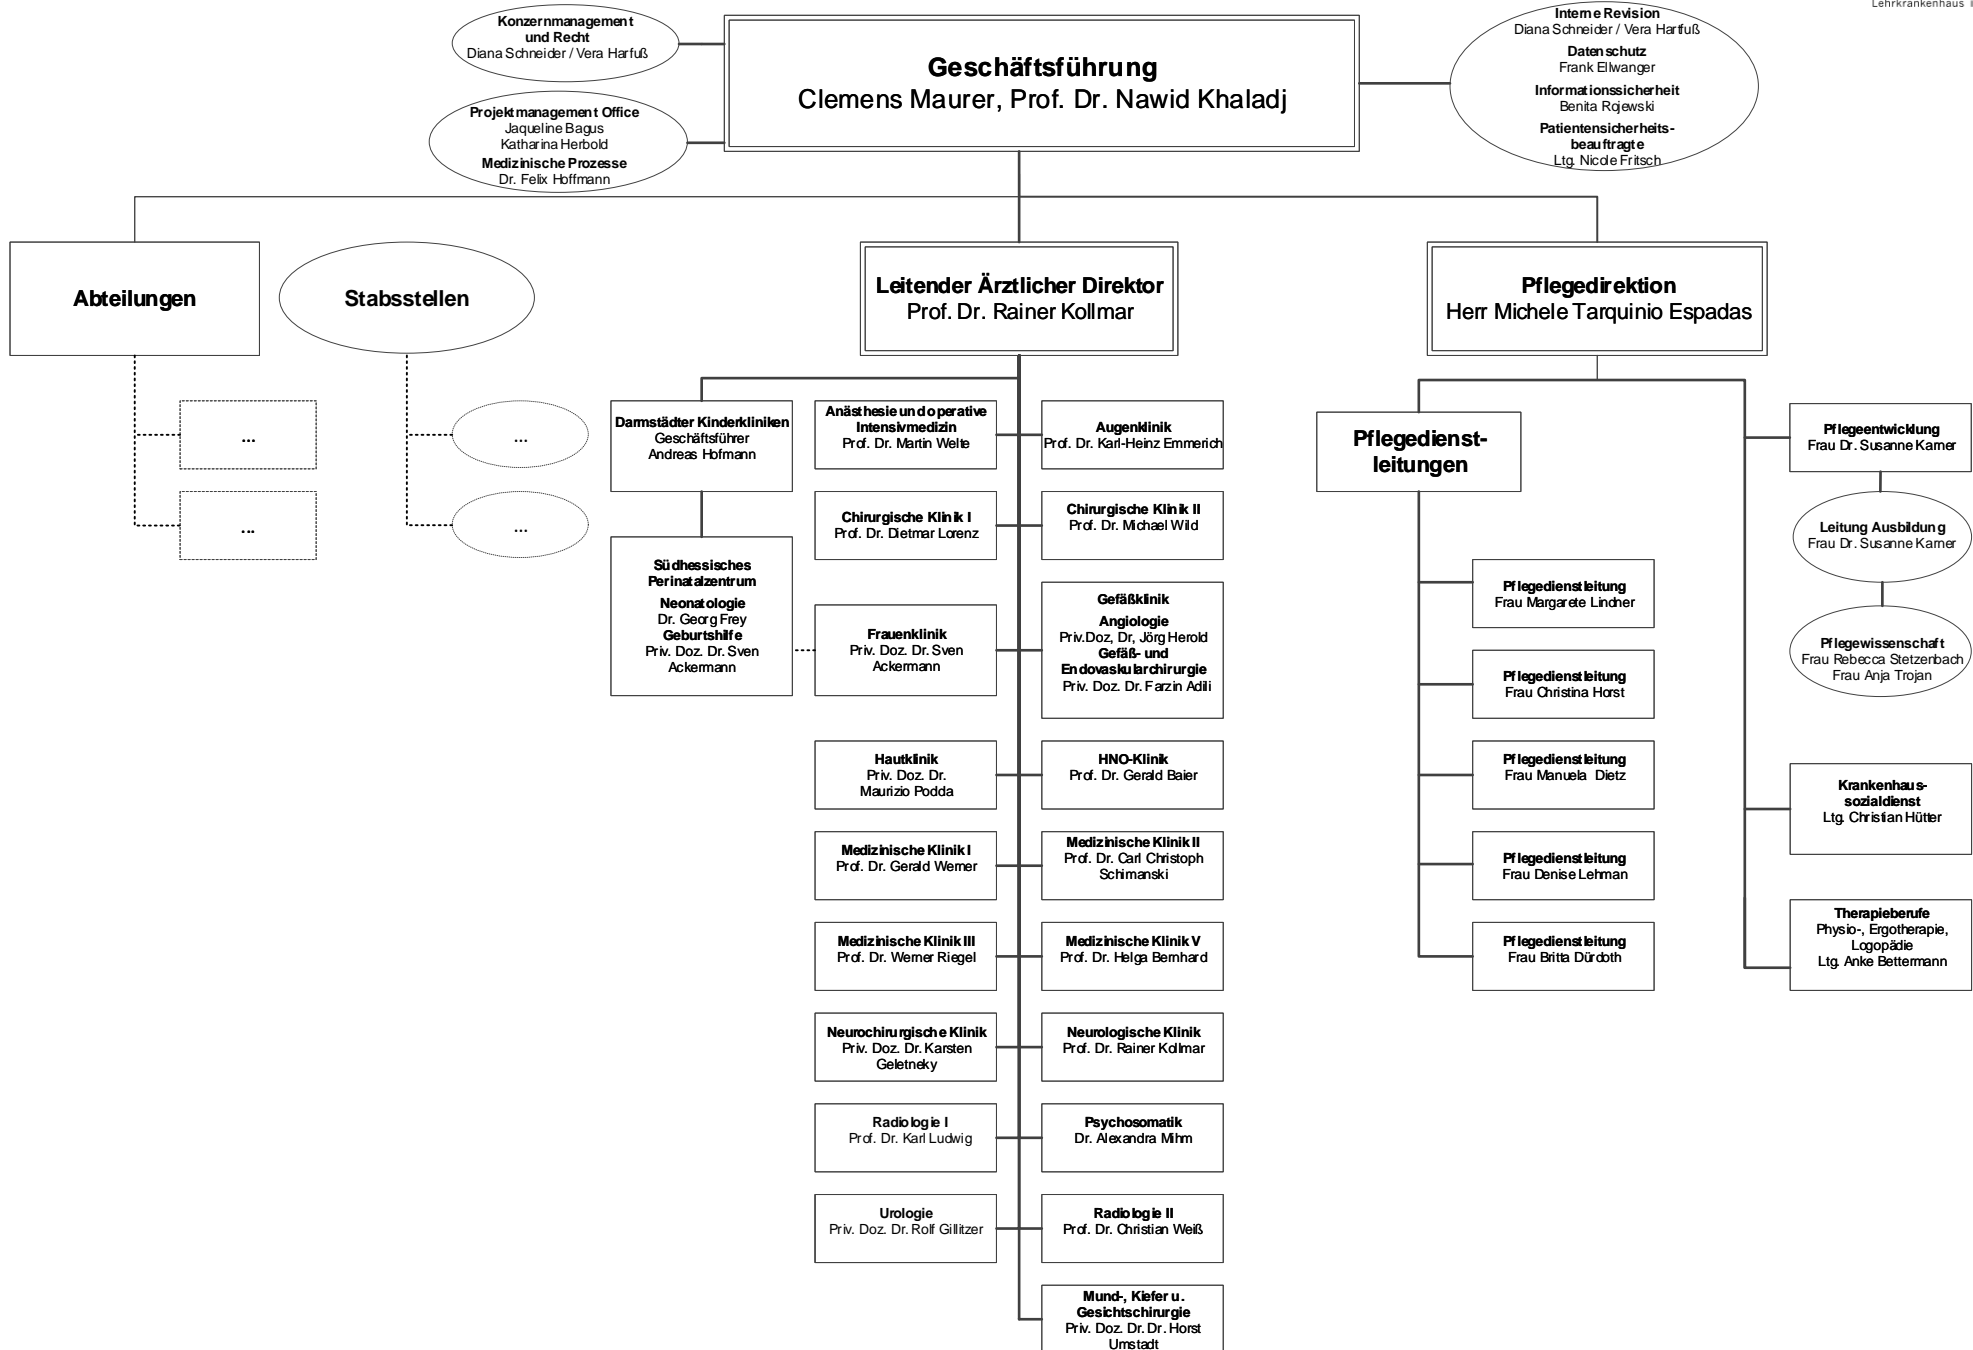 Lehrkrankenhaus
Konzernmanagement
und Recht
Diana Schneider / Vera Harfuß
Projektmanagement Office
Jaqueline Bagus
Katharina Herbold
Medizinische Prozesse
Dr. Felix Hoffmann
Geschäftsführung
Clemens Maurer, Prof. Dr. Nawid Khaladj
Interne Revision
Diana Schneider / Vera Hartfuß
Datenschutz
Frank Ellwanger
Informationssicherheit
Benita Rojewski
Patientensicherheits-
beauftragte
Ltg. Nicole Fritsch
Abteilungen
...
...
Stabsstellen
...
...
Leitender Ärztlicher Direktor
Prof. Dr. Rainer Kollmar
Darmstädter Kinderkliniken
Geschäftsführer
Andreas Hofmann
Südhessisches
Perinatalzentrum
Neonatologie
Dr. Georg Frey
Geburtshilfe
Priv. Doz. Dr. Sven
Ackermann
Anästhesie und operative
Intensivmedizin
Prof. Dr. Martin Welte
Augenklinik
Prof. Dr. Karl-Heinz Emmerich
Chirurgische Klinik I
Prof. Dr. Dietmar Lorenz
Chirurgische Klinik II
Prof. Dr. Michael Wild
Frauenklinik
Priv. Doz. Dr. Sven
Ackermann
Gefäßklinik
Angiologie
Priv.Doz, Dr, Jörg Herold
Gefäß- und
Endovaskularchirurgie
Priv. Doz. Dr. Farzin Adili
Hautklinik
Priv. Doz. Dr.
Maurizio Podda
HNO-Klinik
Prof. Dr. Gerald Baier
Medizinische Klinik I
Prof. Dr. Gerald Werner
Medizinische Klinik II
Prof. Dr. Carl Christoph
Schimanski
Medizinische Klinik III
Prof. Dr. Werner Riegel
Medizinische Klinik V
Prof. Dr. Helga Bernhard
Neurochirurgische Klinik
Priv. Doz. Dr. Karsten
Geletneky
Neurologische Klinik
Prof. Dr. Rainer Kollmar
Radiologie I
Prof. Dr. Karl Ludwig
Psychosomatik
Dr. Alexandra Mihm
Urologie
Priv. Doz. Dr. Rolf Gillitzer
Radiologie II
Prof. Dr. Christian Weiß
Mund-, Kiefer u.
Gesichtschirurgie
Priv. Doz. Dr. Dr. Horst
Umstadt
Pflegedirektion
Herr Michele Tarquinio Espadas
Pflegedienst-
leitungen
Pflegedienstleitung
Frau Margarete Lindner
Pflegedienstleitung
Frau Christina Horst
Pflegedienstleitung
Frau Manuela Dietz
Pflegedienstleitung
Frau Denise Lehman
Pflegedienstleitung
Frau Britta Dürdoth
Pflegeentwicklung
Frau Dr. Susanne Karner
Leitung Ausbildung
Frau Dr. Susanne Karner
Pflegewissenschaft
Frau Rebecca Stetzenbach
Frau Anja Trojan
Krankenhaus-
sozialdienst
Ltg. Christian Hütter
Therapieberufe
Physio-, Ergotherapie,
Logopädie
Ltg. Anke Bettermann